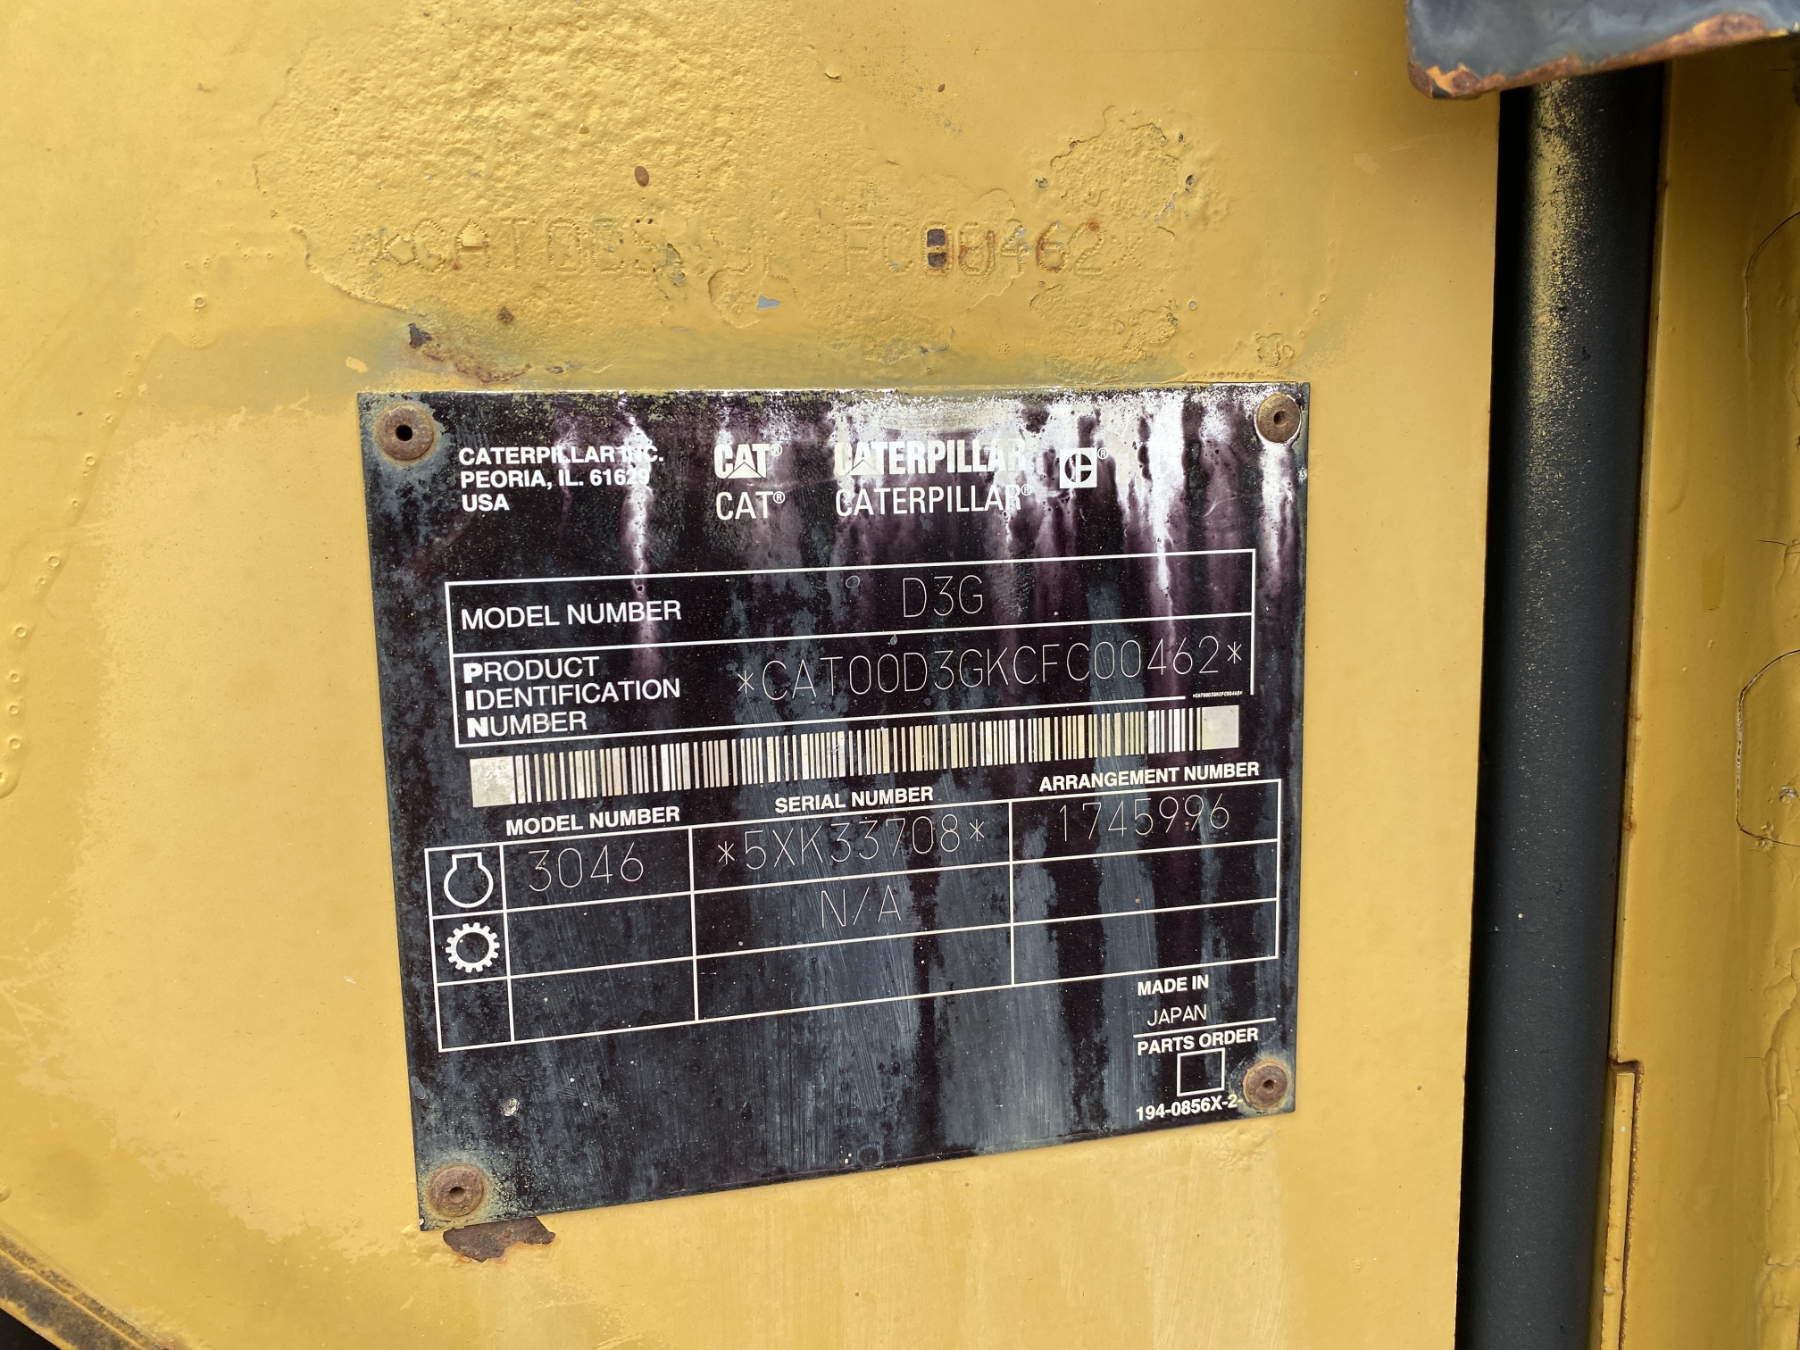 CATERPILLAR INC.
PEORIA, IL. 61629
USA
CAT®
CAT®
CATERPILLAR
CATERPILLAR®
MODEL NUMBER D3G
PRODUCT IDENTIFICATION NUMBER *CAT00D3GKCFC00462*
*CAT00D3GKCFC00462*
MODEL NUMBER SERIAL NUMBER ARRANGEMENT NUMBER
3046 *5XK33708* 1745996
N/A
MADE IN
JAPAN
PARTS ORDER
194-0856X-2-